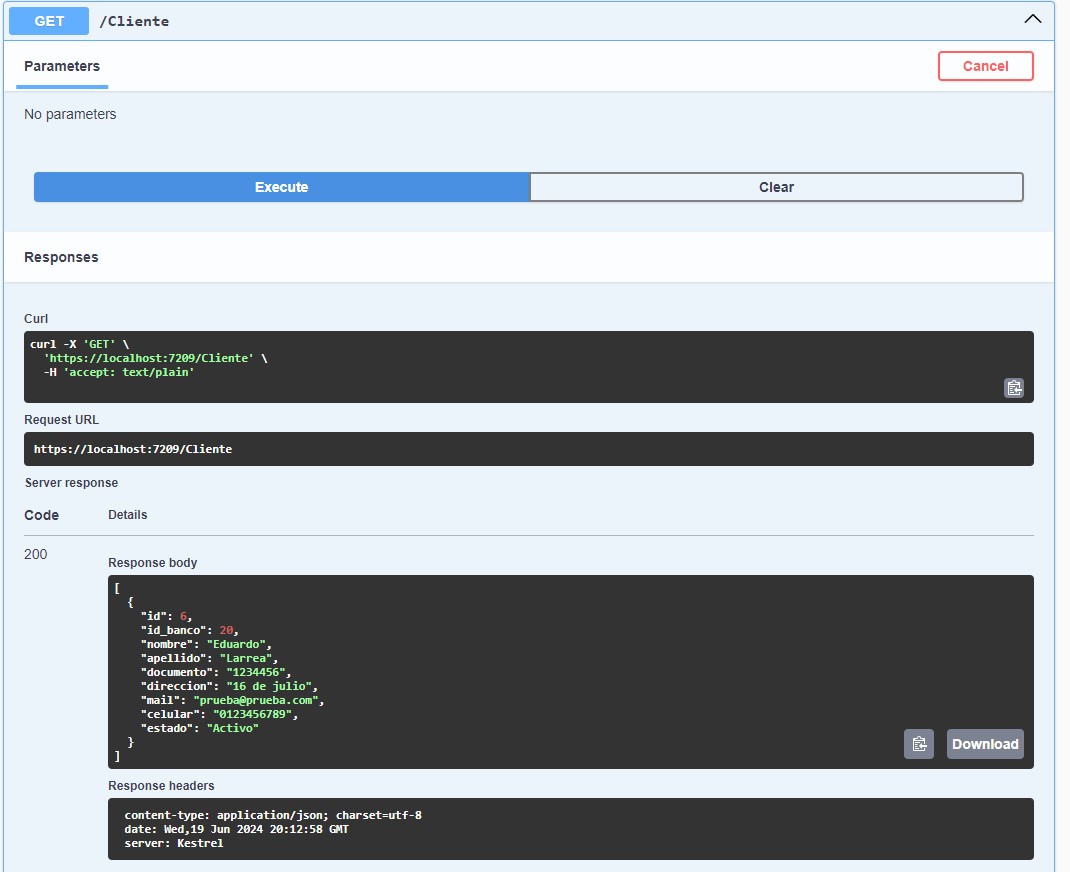 GET /Cliente
Parameters
Cancel
No parameters
Execute
Clear
Responses
Curl
curl -X 'GET' \
  'https://localhost:7209/Cliente' \
  -H 'accept: text/plain'
Request URL
https://localhost:7209/Cliente
Server response
Code Details
200
Response body
[
  {
    "id": 6,
    "id_banco": 20,
    "nombre": "Eduardo",
    "apellido": "Larrea",
    "documento": "1234456",
    "direccion": "16 de julio",
    "mail": "prueba@prueba.com",
    "celular": "0123456789",
    "estado": "Activo"
  }
]
Download
Response headers
content-type: application/json; charset=utf-8
date: Wed,19 Jun 2024 20:12:58 GMT
server: Kestrel